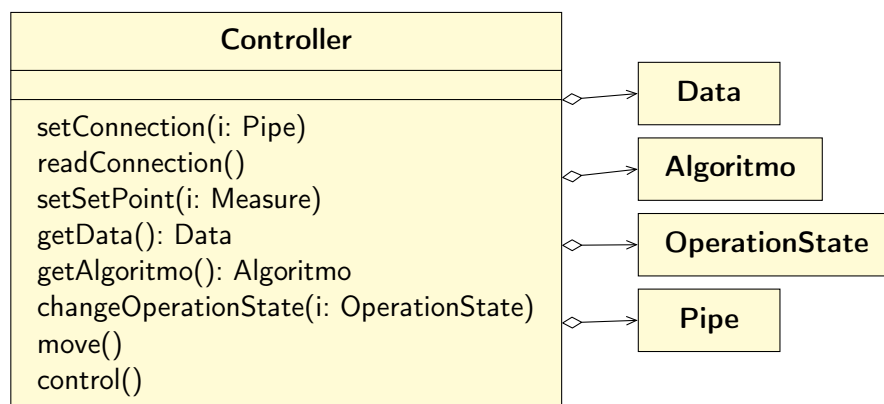 Controller
setConnection(i: Pipe)
readConnection()
setSetPoint(i: Measure)
getData(): Data
getAlgoritmo(): Algoritmo
changeOperationState(i: OperationState)
move()
control()
Data
Algoritmo
OperationState
Pipe